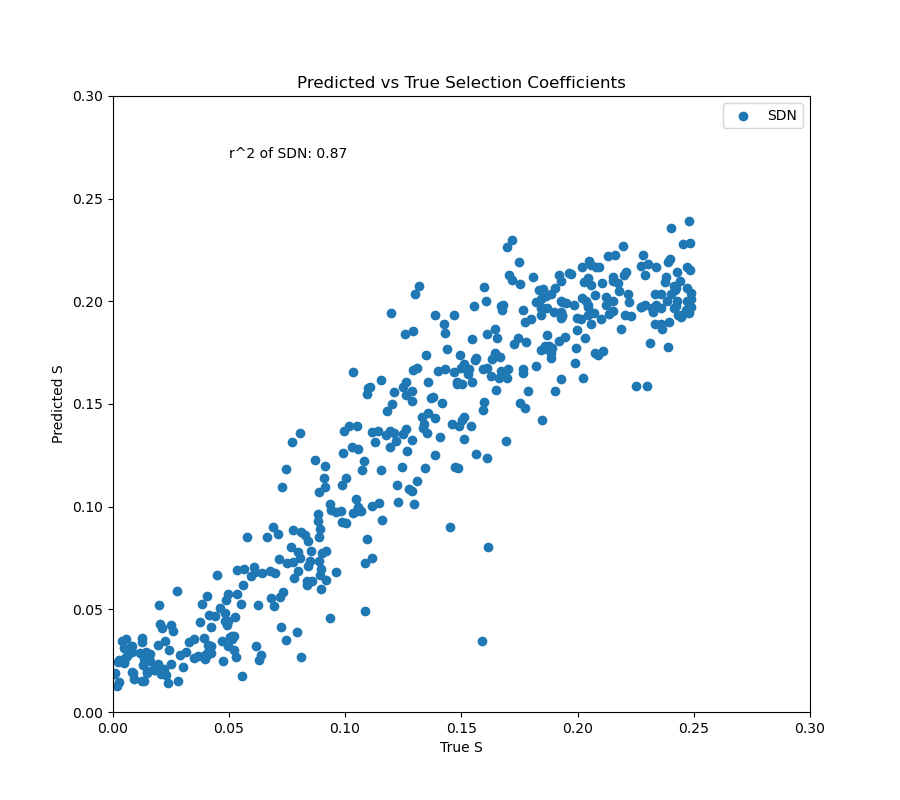 Predicted vs True Selection Coefficients
SDN
r^2 of SDN: 0.87
Predicted S
0.30
0.25
0.20
0.15
0.10
0.05
0.00
0.00 0.05 0.10 0.15 0.20 0.25 0.30
True S